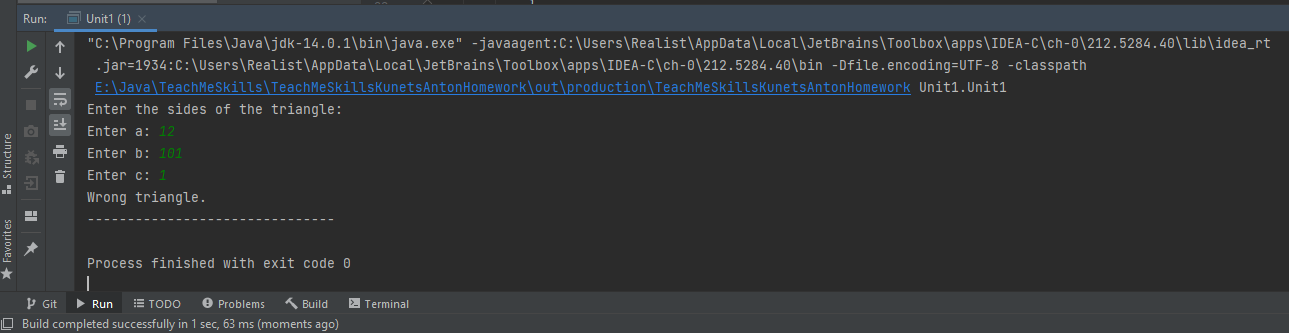 Run:
Unit1 (1)
"C:\Program Files\Java\jdk-14.0.1\bin\java.exe" -javaagent:C:\Users\Realist\AppData\Local\JetBrains\Toolbox\apps\IDEA-C\ch-0\212.5284.40\lib\idea_rt
.jar=1934:C:\Users\Realist\AppData\Local\JetBrains\Toolbox\apps\IDEA-C\ch-0\212.5284.40\bin -Dfile.encoding=UTF-8 -classpath
E:\Java\TeachMeSkills\TeachMeSkillsKunetsAntonHomework\out\production\TeachMeSkillsKunetsAntonHomework Unit1.Unit1
Enter the sides of the triangle:
Enter a: 12
Enter b: 101
Enter c: 1
Wrong triangle.
-------------------------------
Process finished with exit code 0
Structure
Favorites
Git Run TODO Problems Build Terminal
Build completed successfully in 1 sec, 63 ms (moments ago)